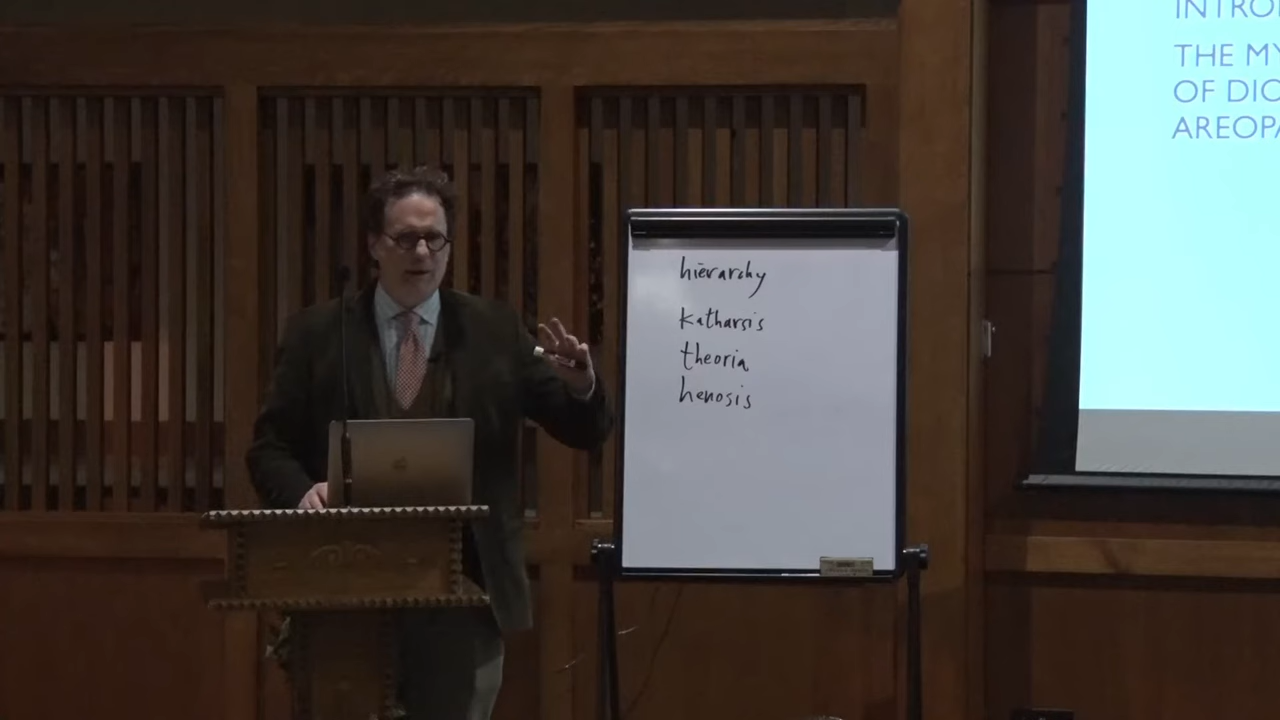 hierarchy
katharsis
theoria
henosis
INTRO
THE MY
OF DIO
AREOPA